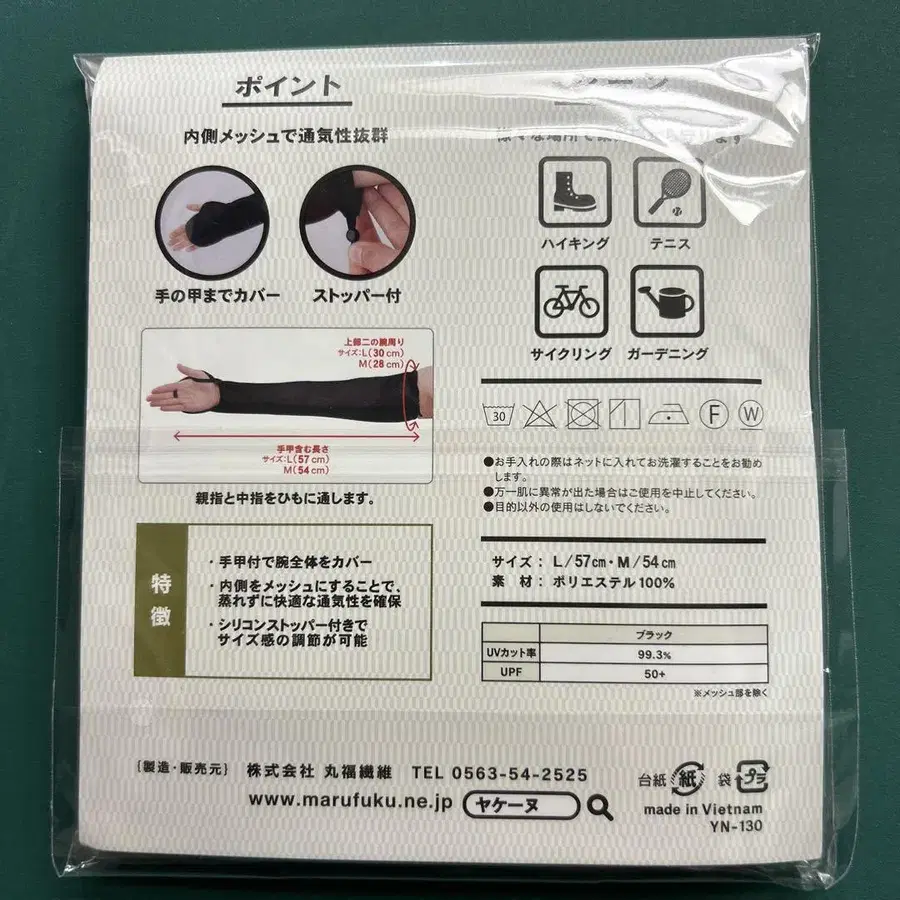 ポイント
内側メッシュで通気性抜群
手の甲までカバー
ストッパー付
上部二の腕周り
サイズ：L(30cm)
M(28cm)
手甲含む長さ
サイズ：L(57cm)
M(54cm)
親指と中指をひもに通します。
特徴
・手甲付で腕全体をカバー
・内側をメッシュにすることで、
蒸れずに快適な通気性を確保
・シリコンストッパー付きで
サイズ感の調節が可能
ハイキング
テニス
サイクリング
ガーデニング
30
F
W
●お手入れの際はネットに入れてお洗濯することをお勧め
します。
●万一肌に異常が出た場合はご使用を中止してください。
●目的以外の使用はしないでください。
サイズ： L/57cm・M/54cm
素 材： ポリエステル100%
ブラック
UVカット率 99.3%
UPF 50+
※メッシュ部を除く
［製造・販売元］ 株式会社 丸福繊維 TEL 0563-54-2525
www.marufuku.ne.jp ヤケーヌ
台紙 紙 袋 プラ
made in Vietnam
YN-130